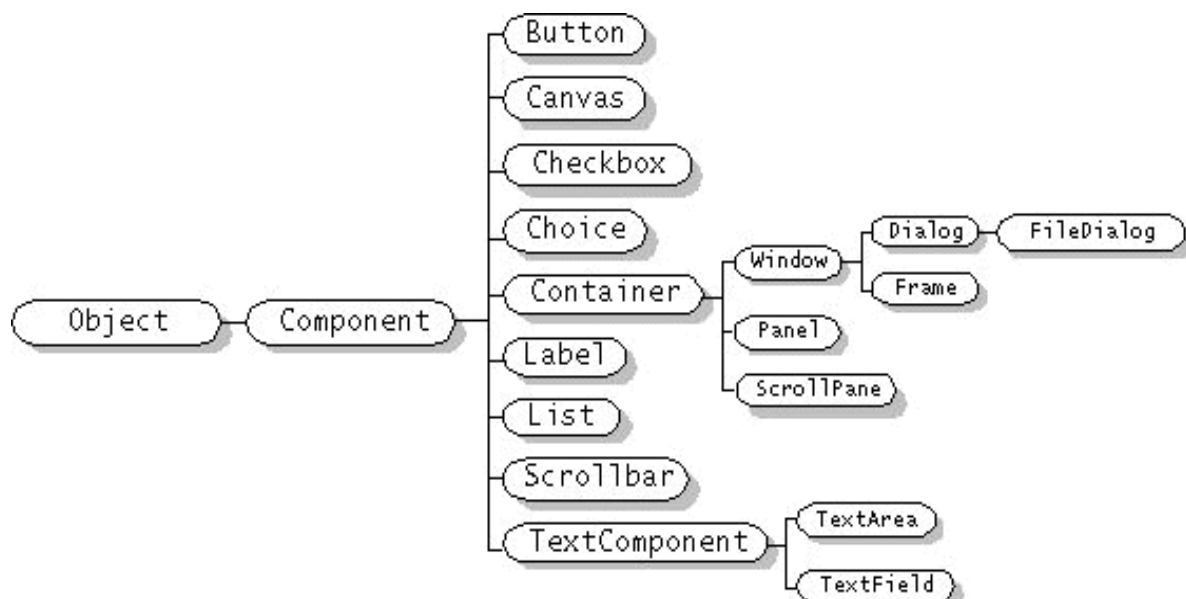 Button
Canvas
Checkbox
Choice
Dialog
FileDialog
Window
Container
Frame
Object
Component
Panel
Label
ScrollPane
List
Scrollbar
TextArea
TextComponent
TextField